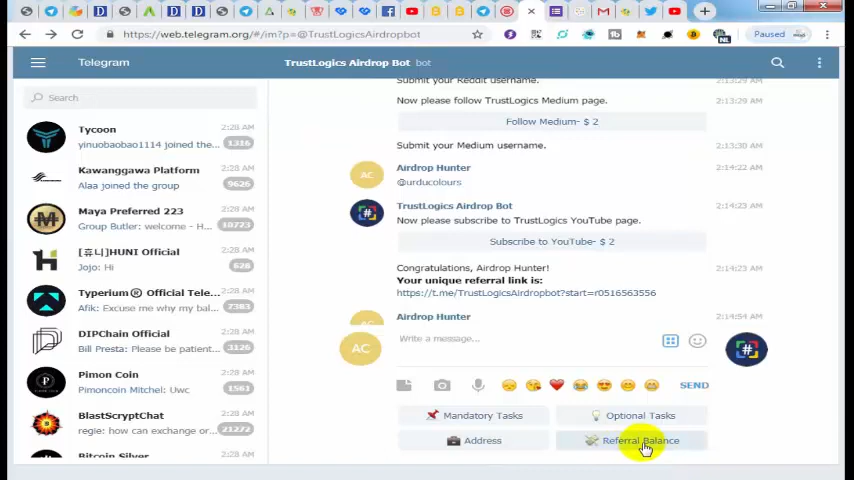 https://web.telegram.org/#/im?p=@TrustLogicsAirdropbot
Paused
Telegram
TrustLogics Airdrop Bot bot
Search
Tycoon 2:28 AM
yinuobaobao1114 joined the... 1316
Kawanggawa Platform 2:28 AM
Alaa joined the group 9626
Maya Preferred 223 2:28 AM
Group Butler: welcome - H... 10723
[휴니]HUNI Official 2:28 AM
Jojo: Hi 626
Typerium® Official Tele... 2:28 AM
Afik: Excuse me why my bal... 7383
DIPChain Official 2:28 AM
Bill Presta: Please be patient... 3126
Pimon Coin 2:28 AM
Pimoncoin Mitchel: Uwc 1561
BlastScryptChat 2:28 AM
regie: how can exchange or... 21272
Bitcoin Silver 2:28 AM
Submit your Reddit username. 2:13:29 AM
Now please follow TrustLogics Medium page. 2:13:29 AM
Follow Medium- $ 2
Submit your Medium username. 2:13:30 AM
AC
Airdrop Hunter 2:14:22 AM
@urducolours
TrustLogics Airdrop Bot 2:14:23 AM
Now please subscribe to TrustLogics YouTube page.
Subscribe to YouTube- $ 2
Congratulations, Airdrop Hunter! 2:14:23 AM
Your unique referral link is:
https://t.me/TrustLogicsAirdropbot?start=r0516563556
AC
Airdrop Hunter 2:14:54 AM
AC
Write a message...
SEND
Mandatory Tasks
Optional Tasks
Address
Referral Balance